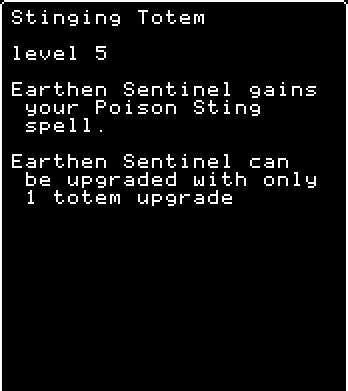 Stinging Totem
level 5
Earthen Sentinel gains
your Poison Sting
spell.
Earthen Sentinel can
be upgraded with only
1 totem upgrade